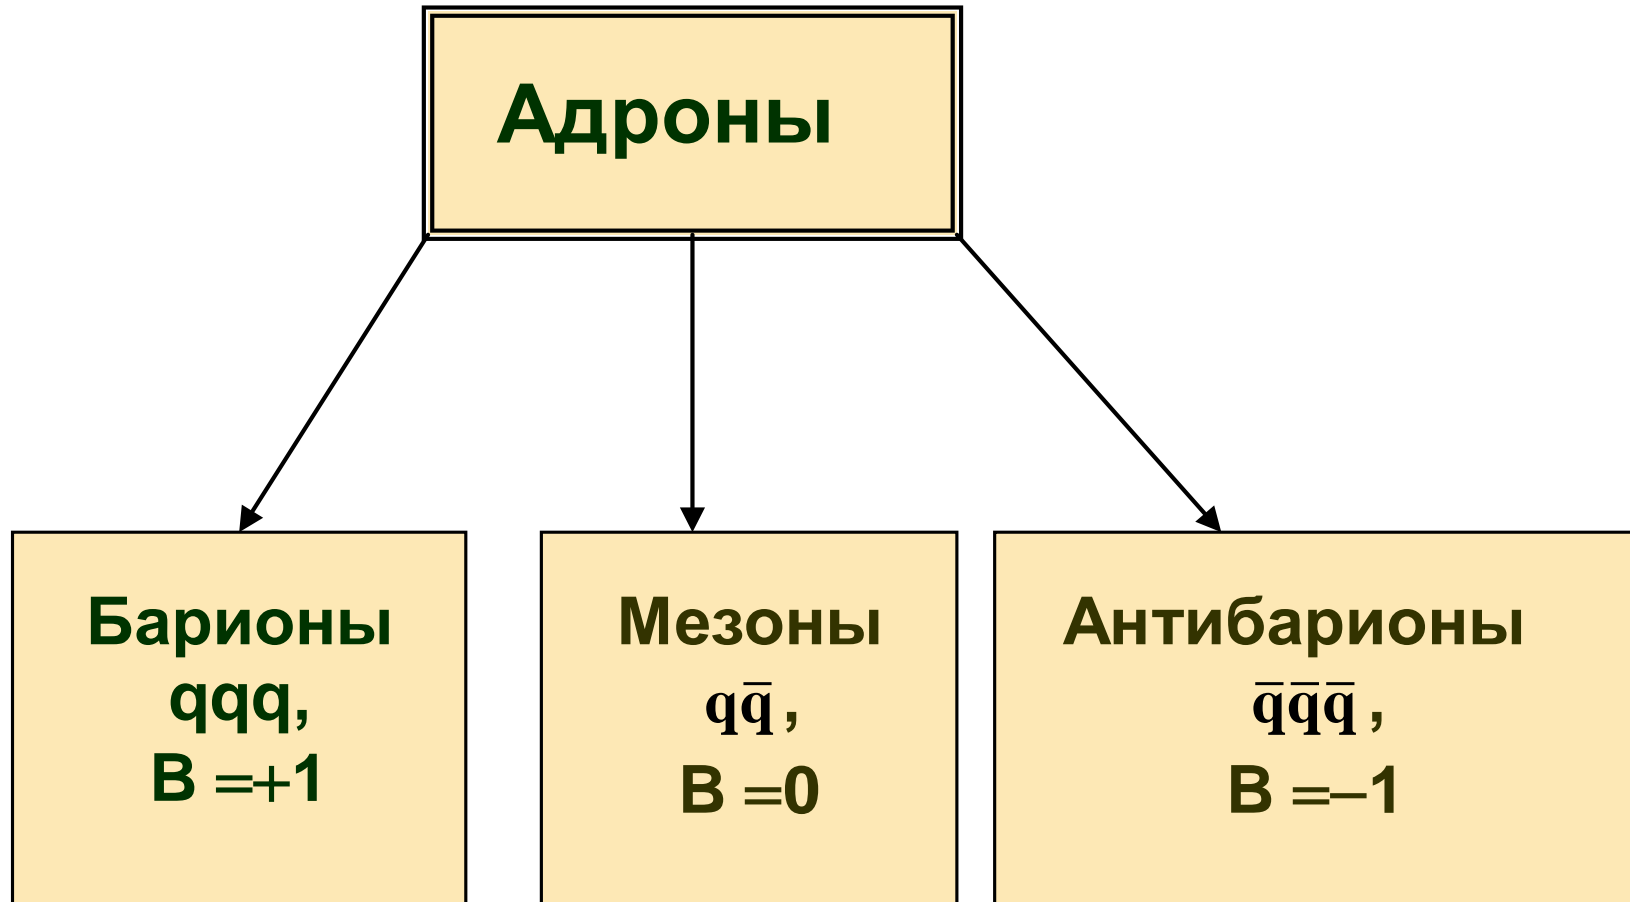 Адроны
Барионы
qqq,
B =+1
Мезоны
qq̅ ,
B =0
Антибарионы
q̅q̅q̅ ,
B =−1